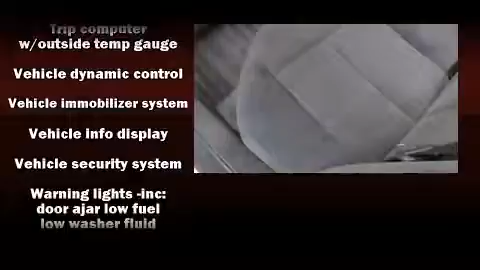 Trip computer
w/outside temp gauge
Vehicle dynamic control
Vehicle immobilizer system
Vehicle info display
Vehicle security system
Warning lights -inc:
door ajar low fuel
low washer fluid